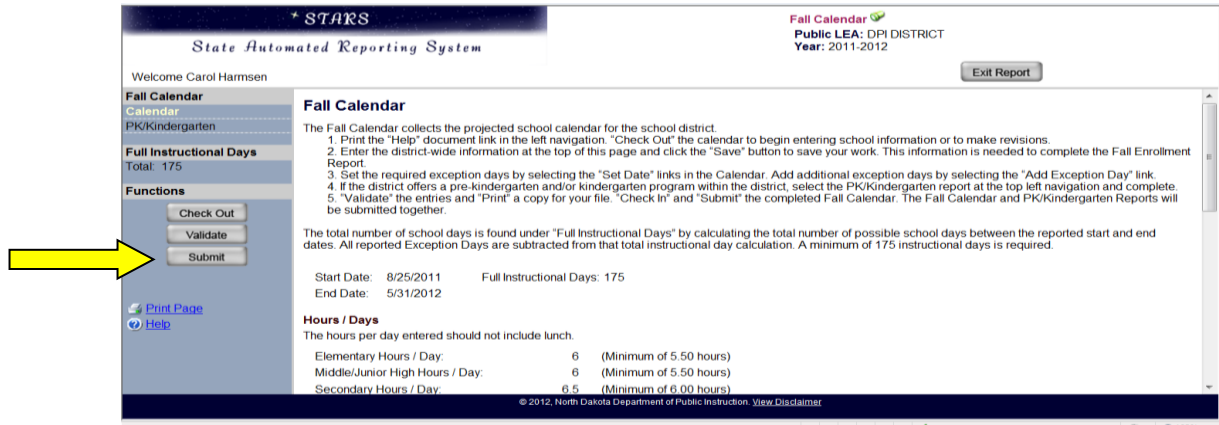 * STARS
State Automated Reporting System
Fall Calendar
Public LEA: DPI DISTRICT
Year: 2011-2012
Welcome Carol Harmsen
Exit Report
Fall Calendar
Calendar
PK/Kindergarten
Full Instructional Days
Total: 175
Functions
Check Out
Validate
Submit
Print Page
Help
Fall Calendar
The Fall Calendar collects the projected school calendar for the school district.
1. Print the "Help" document link in the left navigation. "Check Out" the calendar to begin entering school information or to make revisions.
2. Enter the district-wide information at the top of this page and click the "Save" button to save your work. This information is needed to complete the Fall Enrollment
Report.
3. Set the required exception days by selecting the "Set Date" links in the Calendar. Add additional exception days by selecting the "Add Exception Day" link.
4. If the district offers a pre-kindergarten and/or kindergarten program within the district, select the PK/Kindergarten report at the top left navigation and complete.
5. "Validate" the entries and "Print" a copy for your file. "Check In" and "Submit" the completed Fall Calendar. The Fall Calendar and PK/Kindergarten Reports will
be submitted together.
The total number of school days is found under "Full Instructional Days" by calculating the total number of possible school days between the reported start and end
dates. All reported Exception Days are subtracted from that total instructional day calculation. A minimum of 175 instructional days is required.
Start Date: 8/25/2011 Full Instructional Days: 175
End Date: 5/31/2012
Hours / Days
The hours per day entered should not include lunch.
Elementary Hours / Day: 6 (Minimum of 5.50 hours)
Middle/Junior High Hours / Day: 6 (Minimum of 5.50 hours)
Secondary Hours / Day: 6.5 (Minimum of 6.00 hours)
© 2012, North Dakota Department of Public Instruction. View Disclaimer